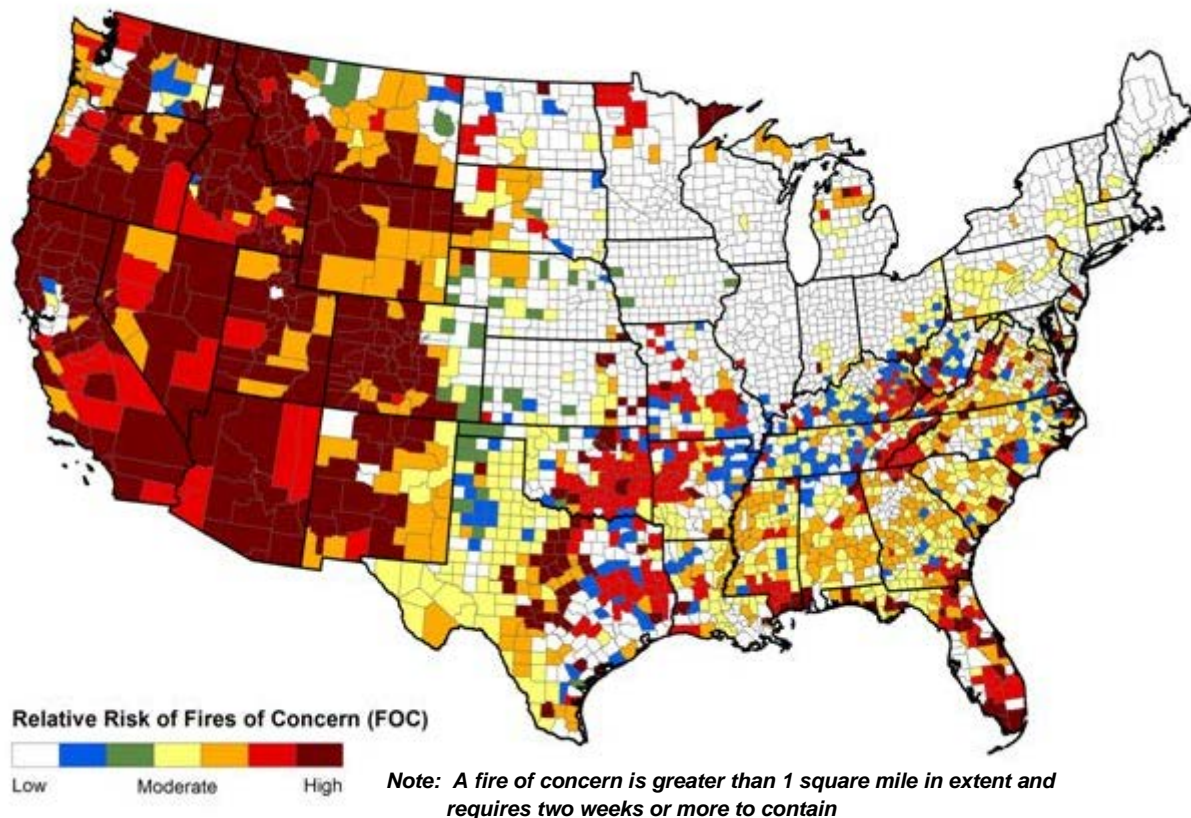 Relative Risk of Fires of Concern (FOC)
Low Moderate High
Note: A fire of concern is greater than 1 square mile in extent and
requires two weeks or more to contain